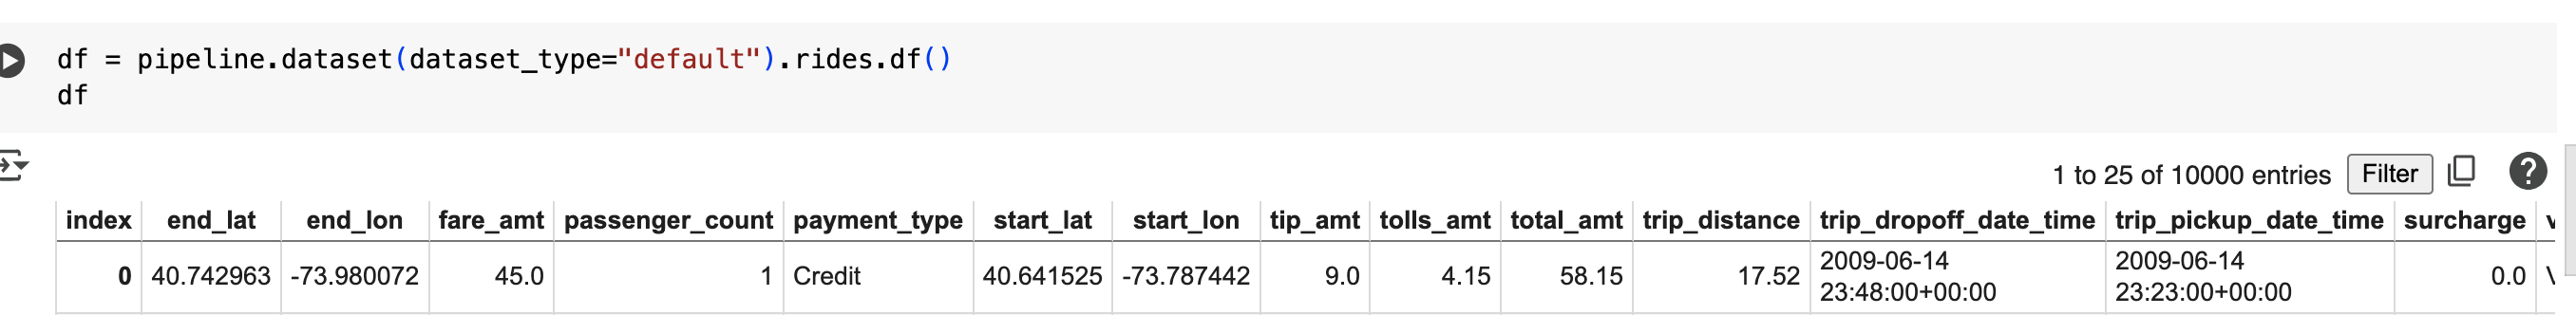 df = pipeline.dataset(dataset_type="default").rides.df()
df
1 to 25 of 10000 entries Filter ?
index end_lat end_lon fare_amt passenger_count payment_type start_lat start_lon tip_amt tolls_amt total_amt trip_distance trip_dropoff_date_time trip_pickup_date_time surcharge
0 40.742963 -73.980072 45.0 1 Credit 40.641525 -73.787442 9.0 4.15 58.15 17.52 2009-06-14 23:48:00+00:00 2009-06-14 23:23:00+00:00 0.0